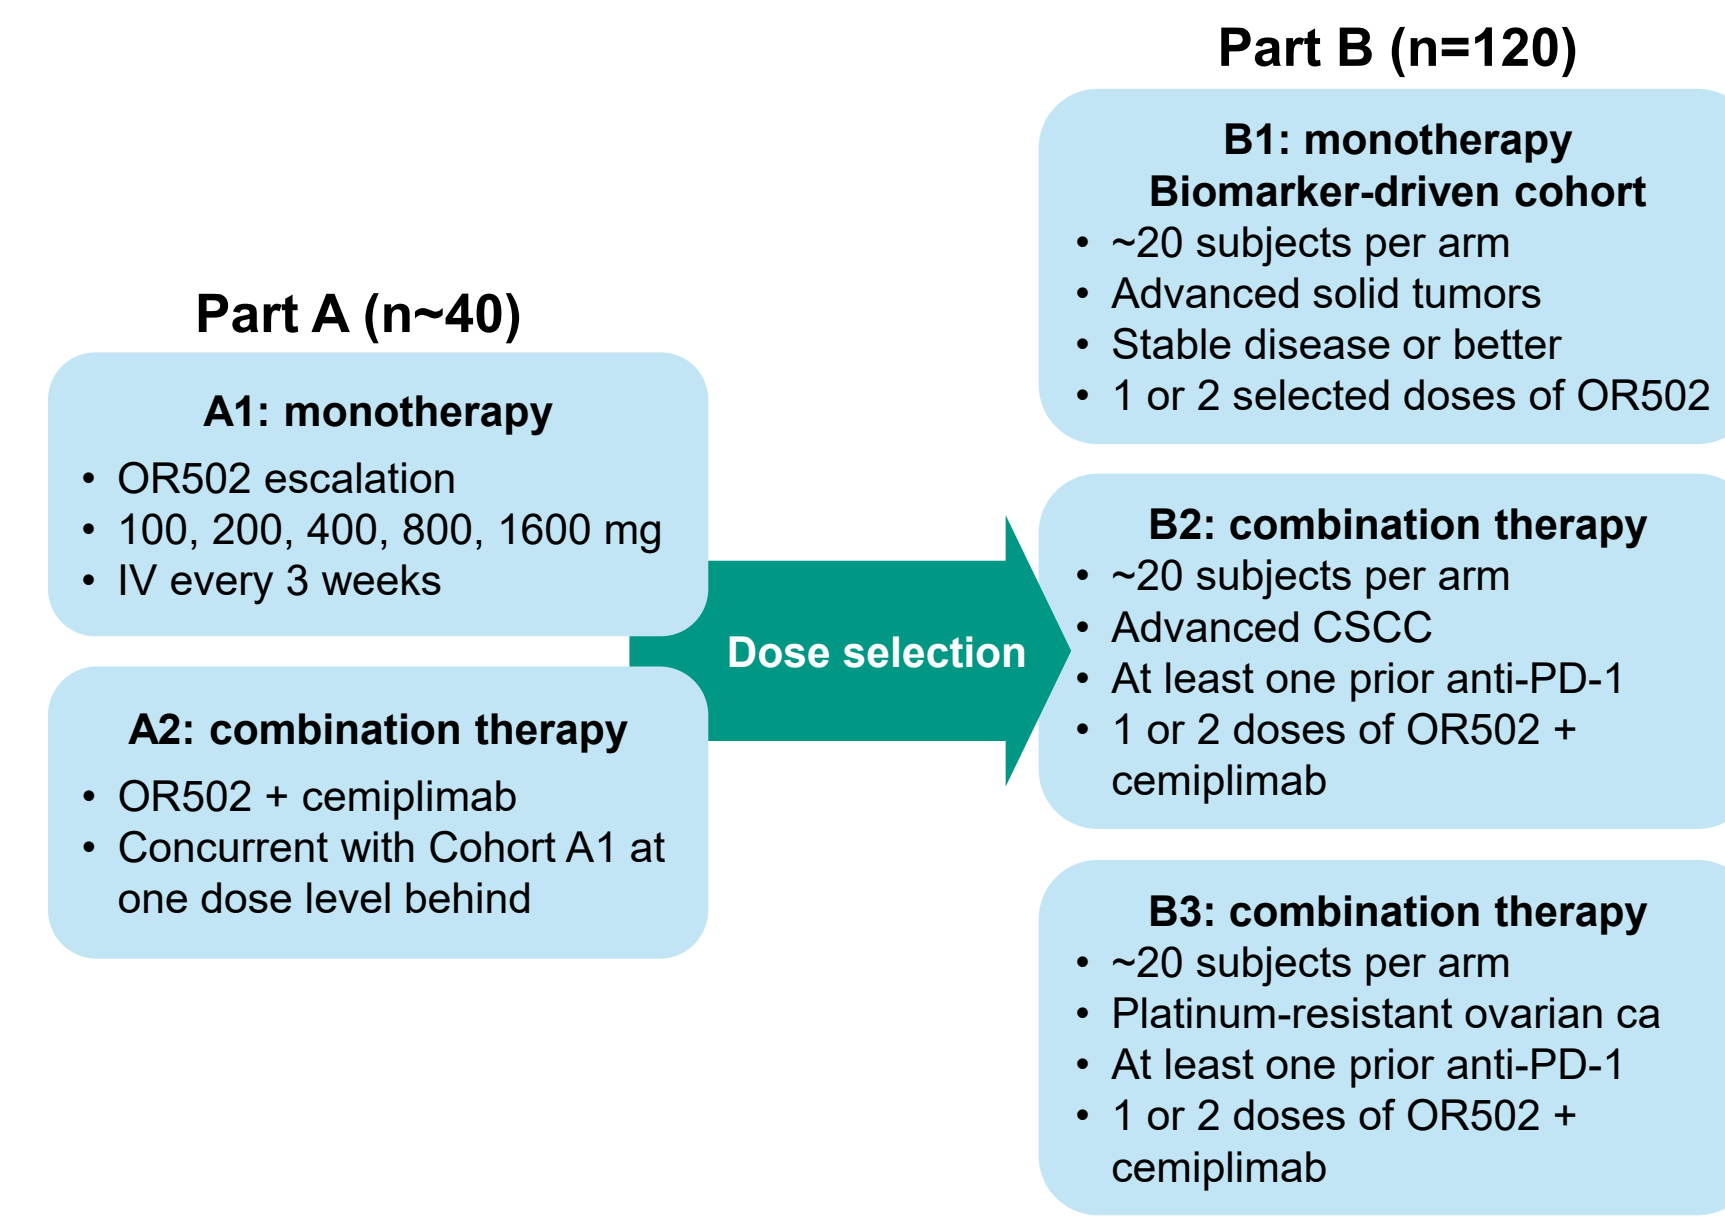 Part A (n~40)
A1: monotherapy
• OR502 escalation
• 100, 200, 400, 800, 1600 mg
• IV every 3 weeks
A2: combination therapy
• OR502 + cemiplimab
• Concurrent with Cohort A1 at
one dose level behind
Dose selection
Part B (n=120)
B1: monotherapy
Biomarker-driven cohort
• ~20 subjects per arm
• Advanced solid tumors
• Stable disease or better
• 1 or 2 selected doses of OR502
B2: combination therapy
• ~20 subjects per arm
• Advanced CSCC
• At least one prior anti-PD-1
• 1 or 2 doses of OR502 +
cemiplimab
B3: combination therapy
• ~20 subjects per arm
• Platinum-resistant ovarian ca
• At least one prior anti-PD-1
• 1 or 2 doses of OR502 +
cemiplimab